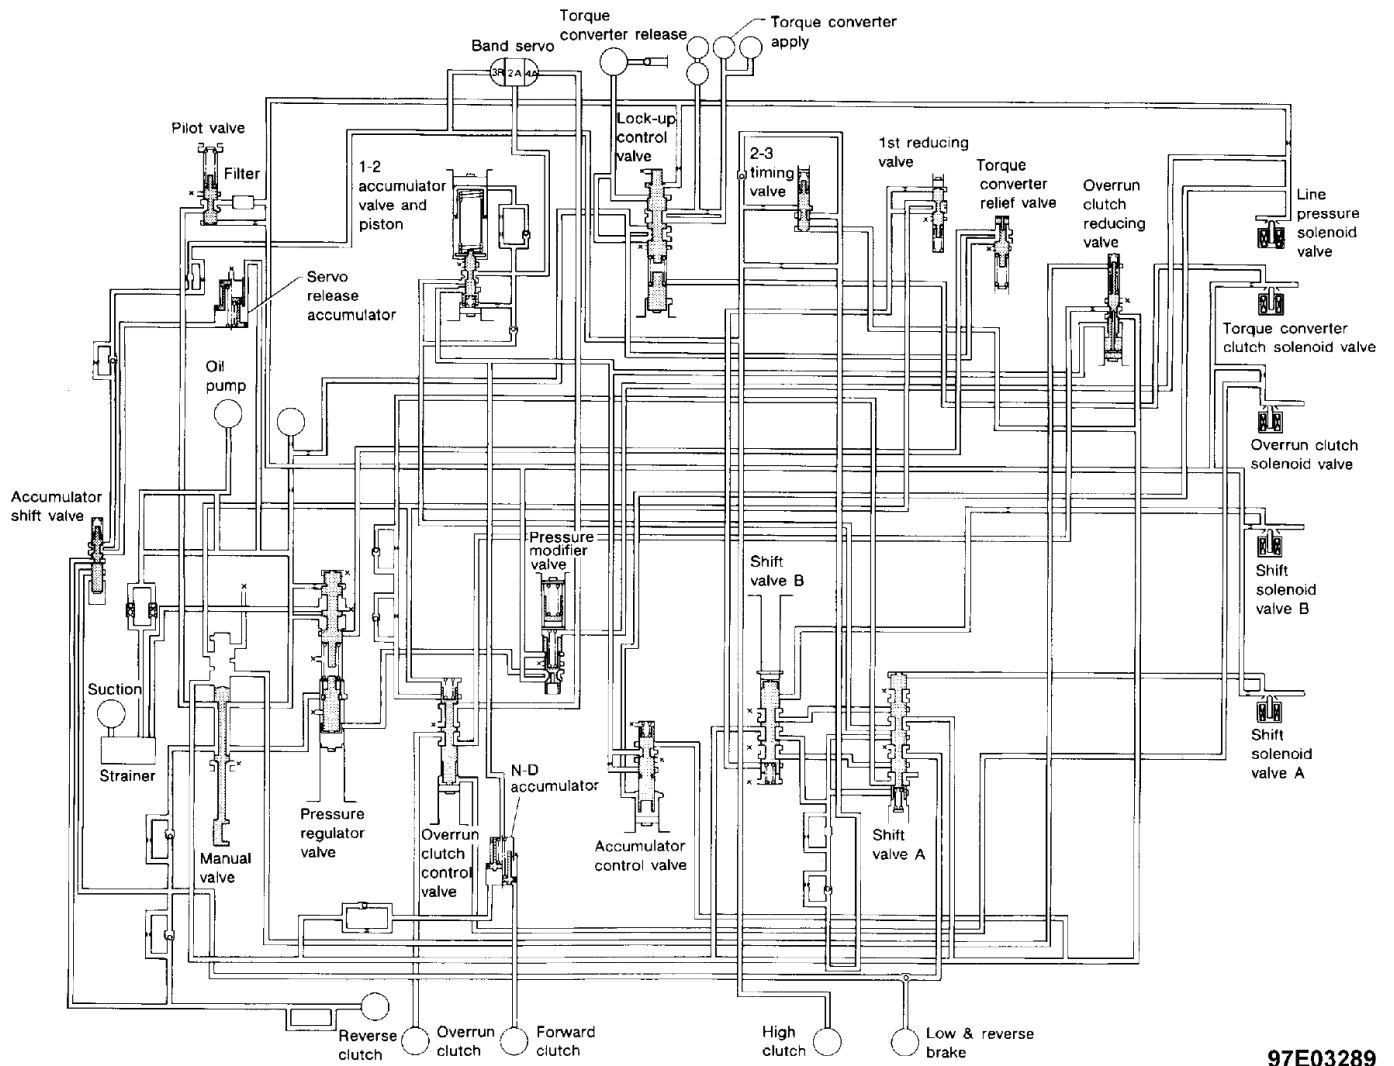 Torque
converter release
Torque converter
apply
Band servo
3R 2A 4A
Pilot valve
Filter
1-2
accumulator
valve and
piston
Lock-up
control
valve
2-3
timing
valve
1st reducing
valve
Torque
converter
relief valve
Overrun
clutch
reducing
valve
Line
pressure
solenoid
valve
Servo
release
accumulator
Torque converter
clutch solenoid valve
Oil
pump
Overrun clutch
solenoid valve
Accumulator
shift valve
Pressure
modifier
valve
Shift
valve B
Shift
solenoid
valve B
Suction
Strainer
Shift
solenoid
valve A
N-D
accumulator
Pressure
regulator
valve
Manual
valve
Overrun
clutch
control
valve
Accumulator
control valve
Shift
valve A
Reverse
clutch
Overrun
clutch
Forward
clutch
High
clutch
Low & reverse
brake
97E03289